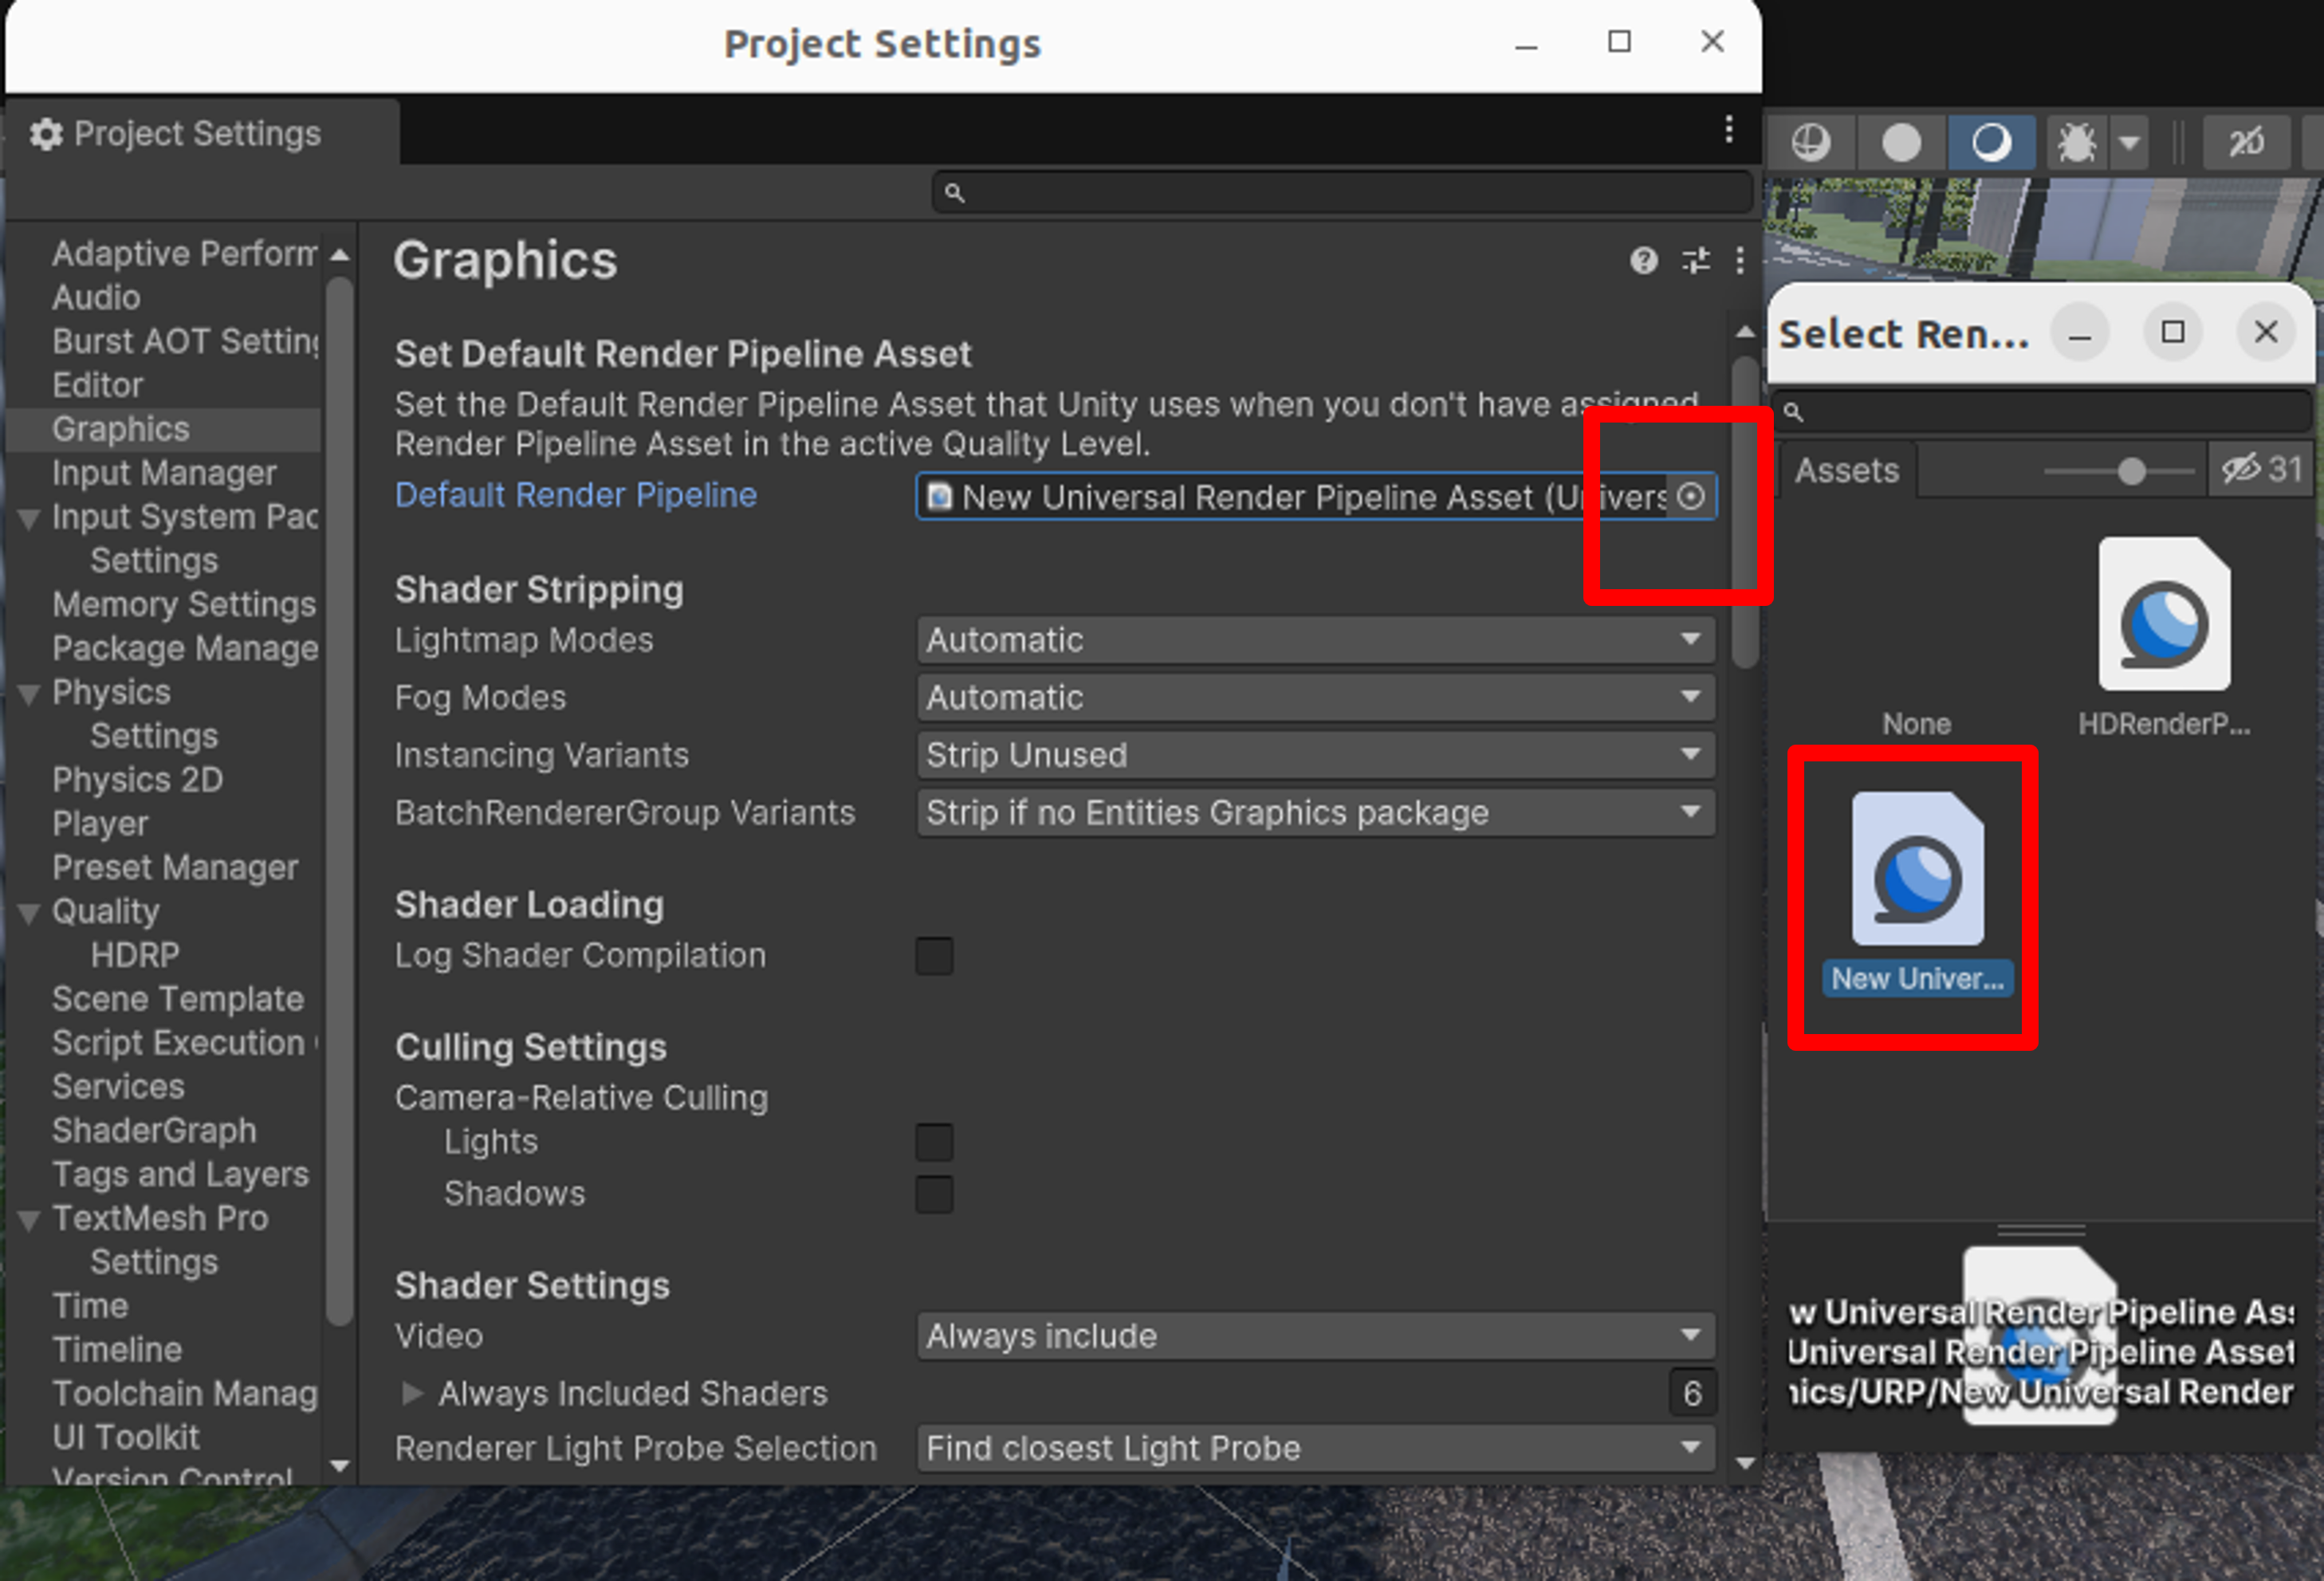 Project Settings
Project Settings
Adaptive Perform
Audio
Burst AOT Setting
Editor
Graphics
Input Manager
Input System Pac
Settings
Memory Settings
Package Manage
Physics
Settings
Physics 2D
Player
Preset Manager
Quality
HDRP
Scene Template
Script Execution
Services
ShaderGraph
Tags and Layers
TextMesh Pro
Settings
Time
Timeline
Toolchain Manag
UI Toolkit
Version Control
Graphics
Set Default Render Pipeline Asset
Set the Default Render Pipeline Asset that Unity uses when you don't have assigned
Render Pipeline Asset in the active Quality Level.
Default Render Pipeline New Universal Render Pipeline Asset (Univers
Shader Stripping
Lightmap Modes Automatic
Fog Modes Automatic
Instancing Variants Strip Unused
BatchRendererGroup Variants Strip if no Entities Graphics package
Shader Loading
Log Shader Compilation
Culling Settings
Camera-Relative Culling
Lights
Shadows
Shader Settings
Video Always include
Always Included Shaders 6
Renderer Light Probe Selection Find closest Light Probe
2D
Select Ren...
Assets 31
None HDRenderP...
New Univer...
w Universal Render Pipeline Ass
Universal Render Pipeline Asset
nics/URP/New Universal Render